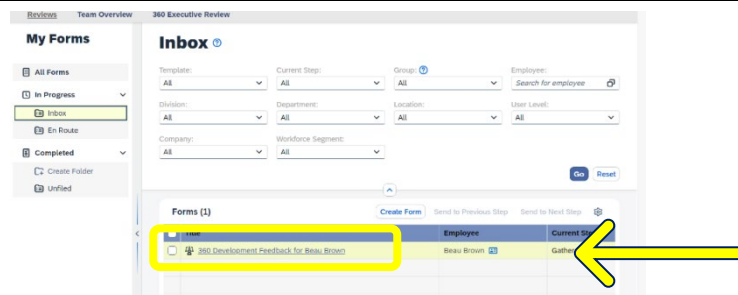 Reviews Team Overview 360 Executive Review
My Forms
All Forms
In Progress
Inbox
En Route
Completed
Create Folder
Unfiled
Inbox
Template: Current Step: Group: Employee:
All All All Search for employee
Division: Department: Location: User Level:
All All All All
Company: Workforce Segment:
All All
Go Reset
Forms (1) Create Form Send to Previous Step Send to Next Step
Title Employee Current
360 Development Feedback for Beau Brown Beau Brown